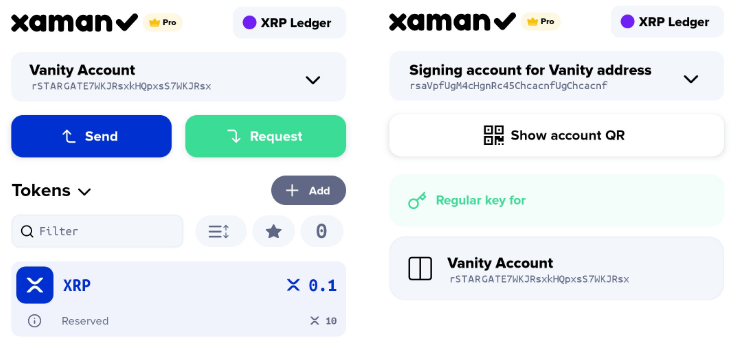 xaman
Pro
XRP Ledger
Vanity Account
rSTARGATE7WKJRsxkHQpxsS7WKJRsx
Send
Request
Tokens
Add
Filter
0
XRP
0.1
Reserved
10
xaman
Pro
XRP Ledger
Signing account for Vanity address
rsaVpfUgM4cHgnRc45ChcacnfUgChcacnf
Show account QR
Regular key for
Vanity Account
rSTARGATE7WKJRsxkHQpxsS7WKJRsx